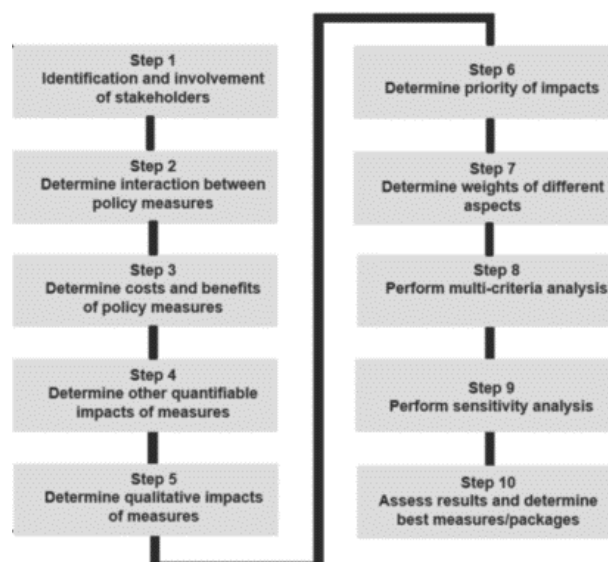 Step 1
Identification and involvement
of stakeholders
Step 2
Determine interaction between
policy measures
Step 3
Determine costs and benefits
of policy measures
Step 4
Determine other quantifiable
impacts of measures
Step 5
Determine qualitative impacts
of measures
Step 6
Determine priority of impacts
Step 7
Determine weights of different
aspects
Step 8
Perform multi-criteria analysis
Step 9
Perform sensitivity analysis
Step 10
Assess results and determine
best measures/packages